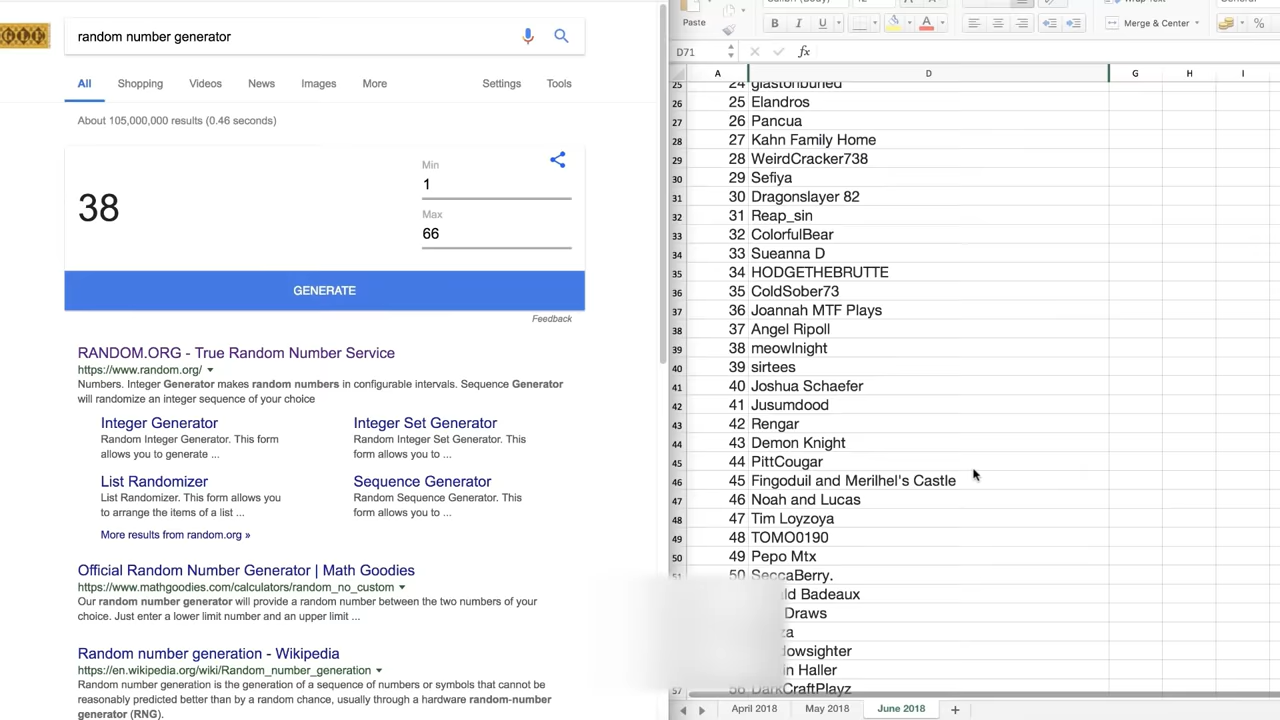 random number generator
All Shopping Videos News Images More Settings Tools
About 105,000,000 results (0.46 seconds)
38
Min
1
Max
66
GENERATE
Feedback
RANDOM.ORG - True Random Number Service
https://www.random.org/
Numbers. Integer Generator makes random numbers in configurable intervals. Sequence Generator
will randomize an integer sequence of your choice
Integer Generator
Random Integer Generator. This form
allows you to generate ...
Integer Set Generator
Random Integer Set Generator. This
form allows you to ...
List Randomizer
List Randomizer. This form allows you
to arrange the items of a list ...
Sequence Generator
Random Sequence Generator. This
form allows you to ...
More results from random.org »
Official Random Number Generator | Math Goodies
https://www.mathgoodies.com/calculators/random_no_custom
Our random number generator will provide a random number between the two numbers of your
choice. Just enter a lower limit number and an upper limit ...
Random number generation - Wikipedia
https://en.wikipedia.org/wiki/Random_number_generation
Random number generation is the generation of a sequence of numbers or symbols that cannot be
reasonably predicted better than by a random chance, usually through a hardware random-number
generator (RNG).
Paste B I U A Merge & Center %
D71 fx
A D G H I
25 24 glastonburied
26 25 Elandros
27 26 Pancua
28 27 Kahn Family Home
29 28 WeirdCracker738
30 29 Sefiya
31 30 Dragonslayer 82
32 31 Reap_sin
33 32 ColorfulBear
34 33 Sueanna D
35 34 HODGETHEBRUTTE
36 35 ColdSober73
37 36 Joannah MTF Plays
38 37 Angel Ripoll
39 38 meowlnight
40 39 sirtees
41 40 Joshua Schaefer
42 41 Jusumdood
43 42 Rengar
44 43 Demon Knight
45 44 PittCougar
46 45 Fingoduil and Merilhel's Castle
47 46 Noah and Lucas
48 47 Tim Loyzoya
49 48 TOMO0190
50 49 Pepo Mtx
51 50 SeccaBerry.
ld Badeaux
Draws
za
dowsighter
in Haller
57 56 DarkCraftPlayz
April 2018 May 2018 June 2018 +